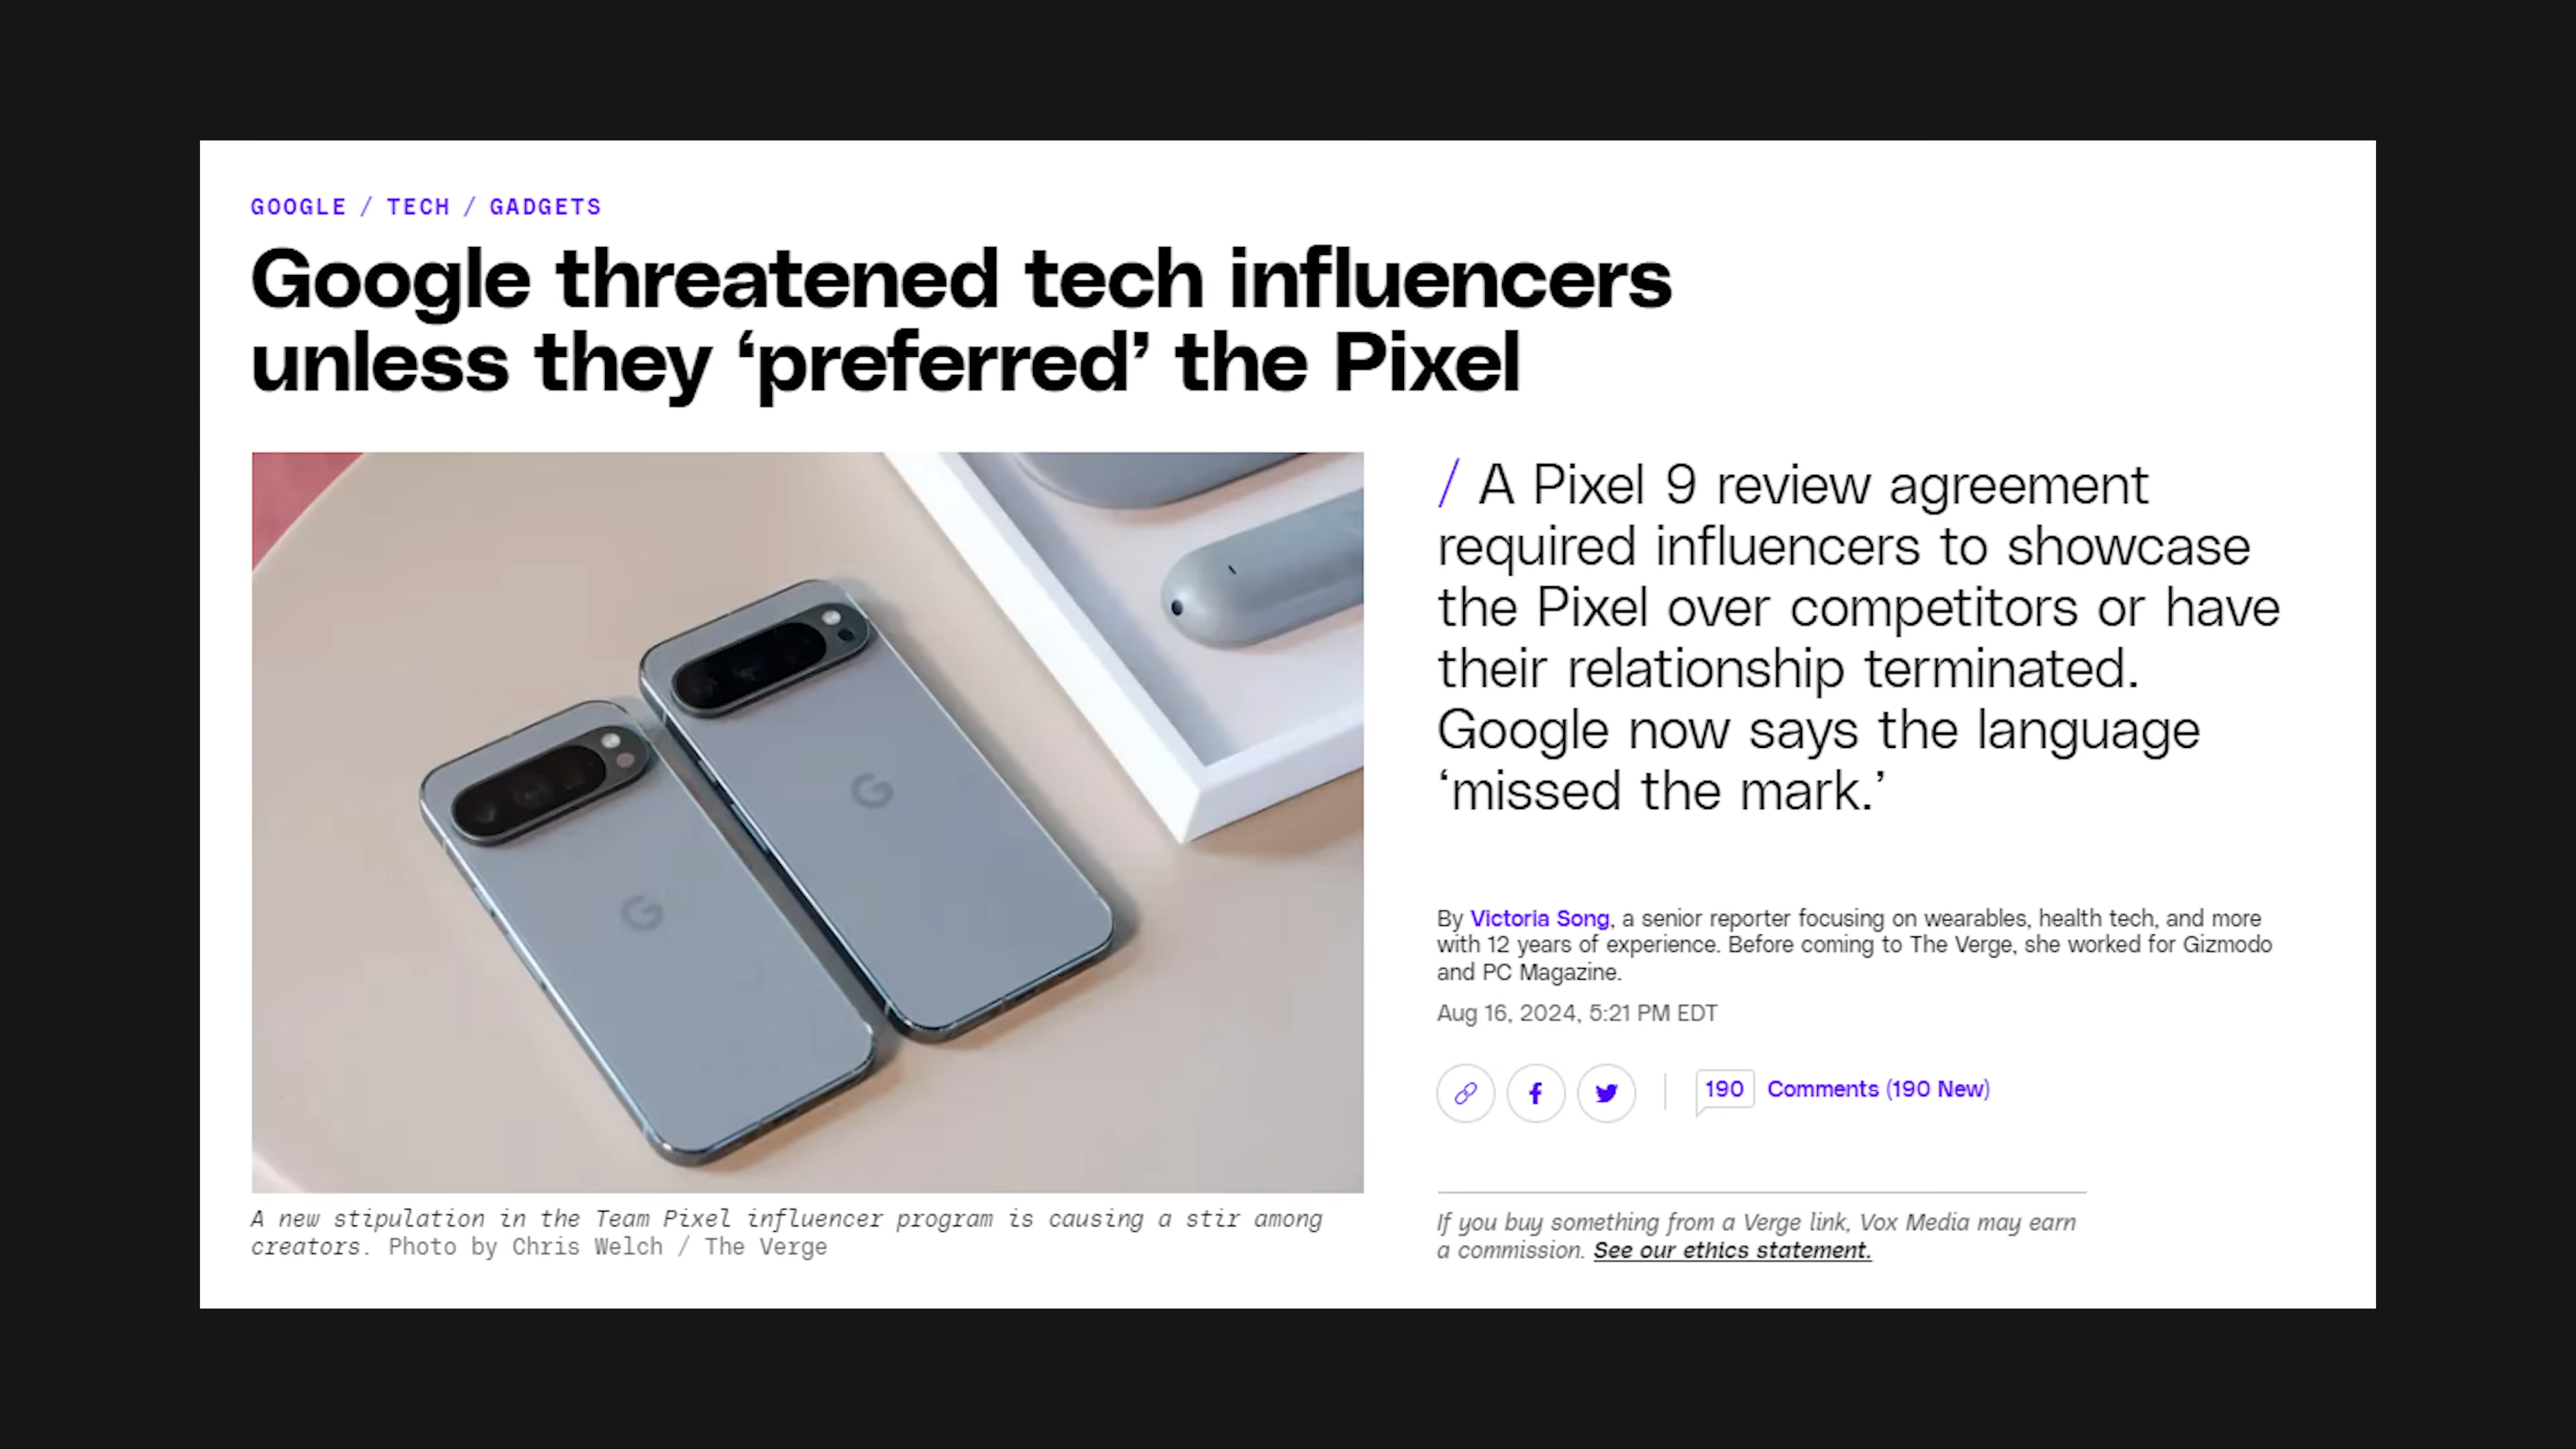 GOOGLE / TECH / GADGETS
Google threatened tech influencers
unless they ‘preferred’ the Pixel
/ A Pixel 9 review agreement
required influencers to showcase
the Pixel over competitors or have
their relationship terminated.
Google now says the language
‘missed the mark.’
By Victoria Song, a senior reporter focusing on wearables, health tech, and more
with 12 years of experience. Before coming to The Verge, she worked for Gizmodo
and PC Magazine.
Aug 16, 2024, 5:21 PM EDT
190 Comments (190 New)
A new stipulation in the Team Pixel influencer program is causing a stir among
creators. Photo by Chris Welch / The Verge
If you buy something from a Verge link, Vox Media may earn
a commission. See our ethics statement.